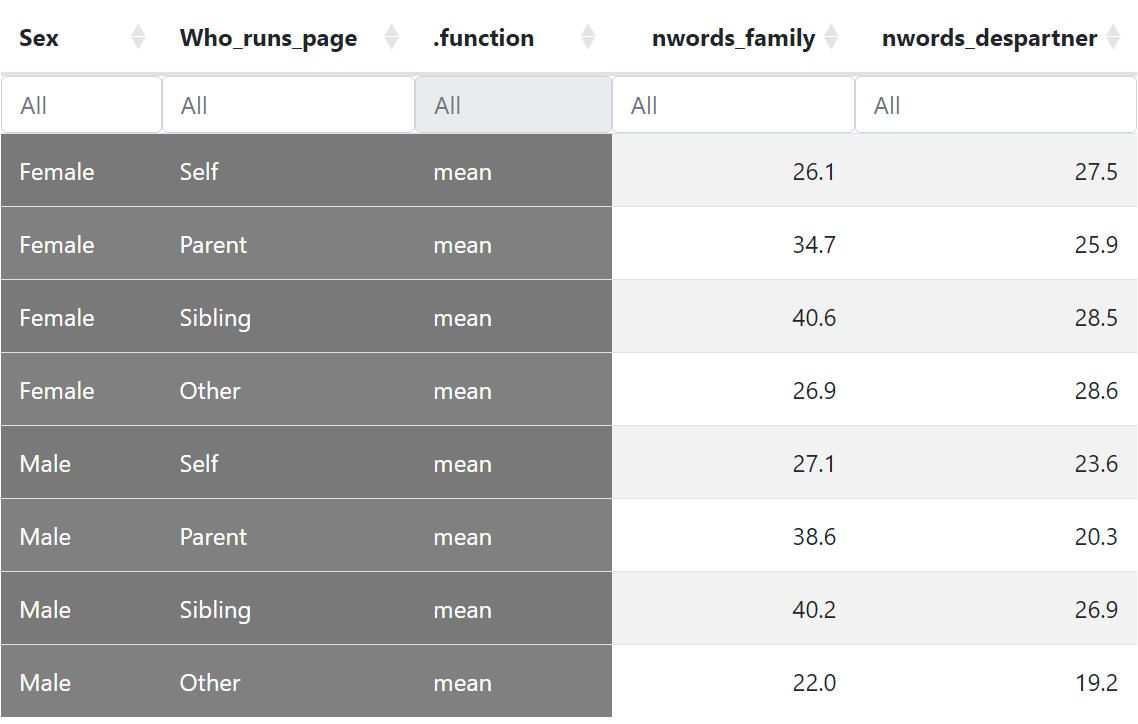 Sex Who_runs_page .function nwords_family nwords_despartner
All All All All All
Female Self mean 26.1 27.5
Female Parent mean 34.7 25.9
Female Sibling mean 40.6 28.5
Female Other mean 26.9 28.6
Male Self mean 27.1 23.6
Male Parent mean 38.6 20.3
Male Sibling mean 40.2 26.9
Male Other mean 22.0 19.2